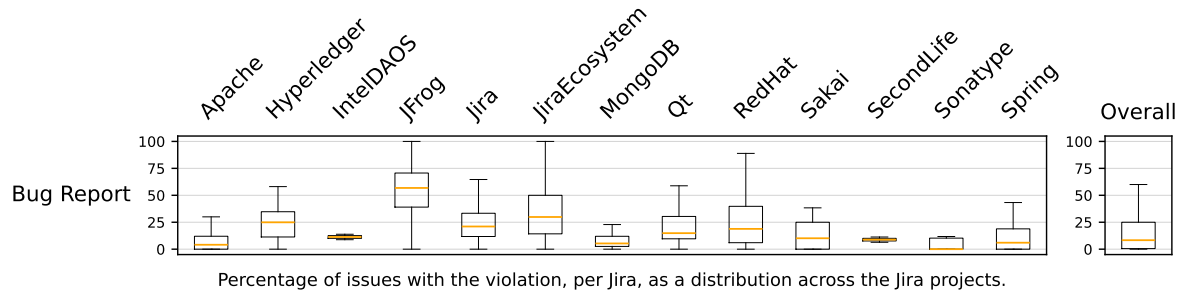 Apache Hyperledger IntelDAOS JFrog Jira JiraEcosystem MongoDB Qt RedHat Sakai SecondLife Sonatype Spring Overall
100 100
75 75
Bug Report 50 50
25 25
0 0
Percentage of issues with the violation, per Jira, as a distribution across the Jira projects.